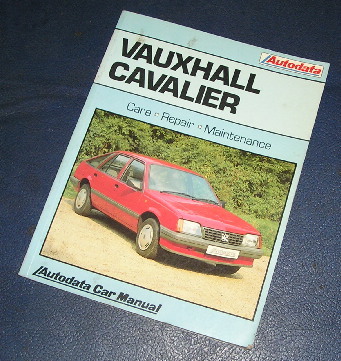 Autodata
VAUXHALL
CAVALIER
Care ▫ Repair ▫ Maintenance
Autodata Car Manual